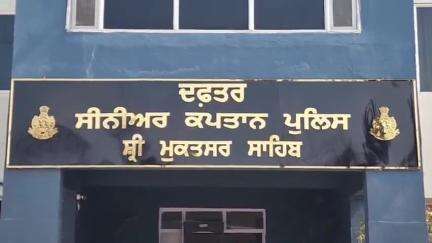 ਦਫ਼ਤਰ
ਸੀਨੀਅਰ ਕਪਤਾਨ ਪੁਲਿਸ
ਸ਼੍ਰੀ ਮੁਕਤਸਰ ਸਾਹਿਬ